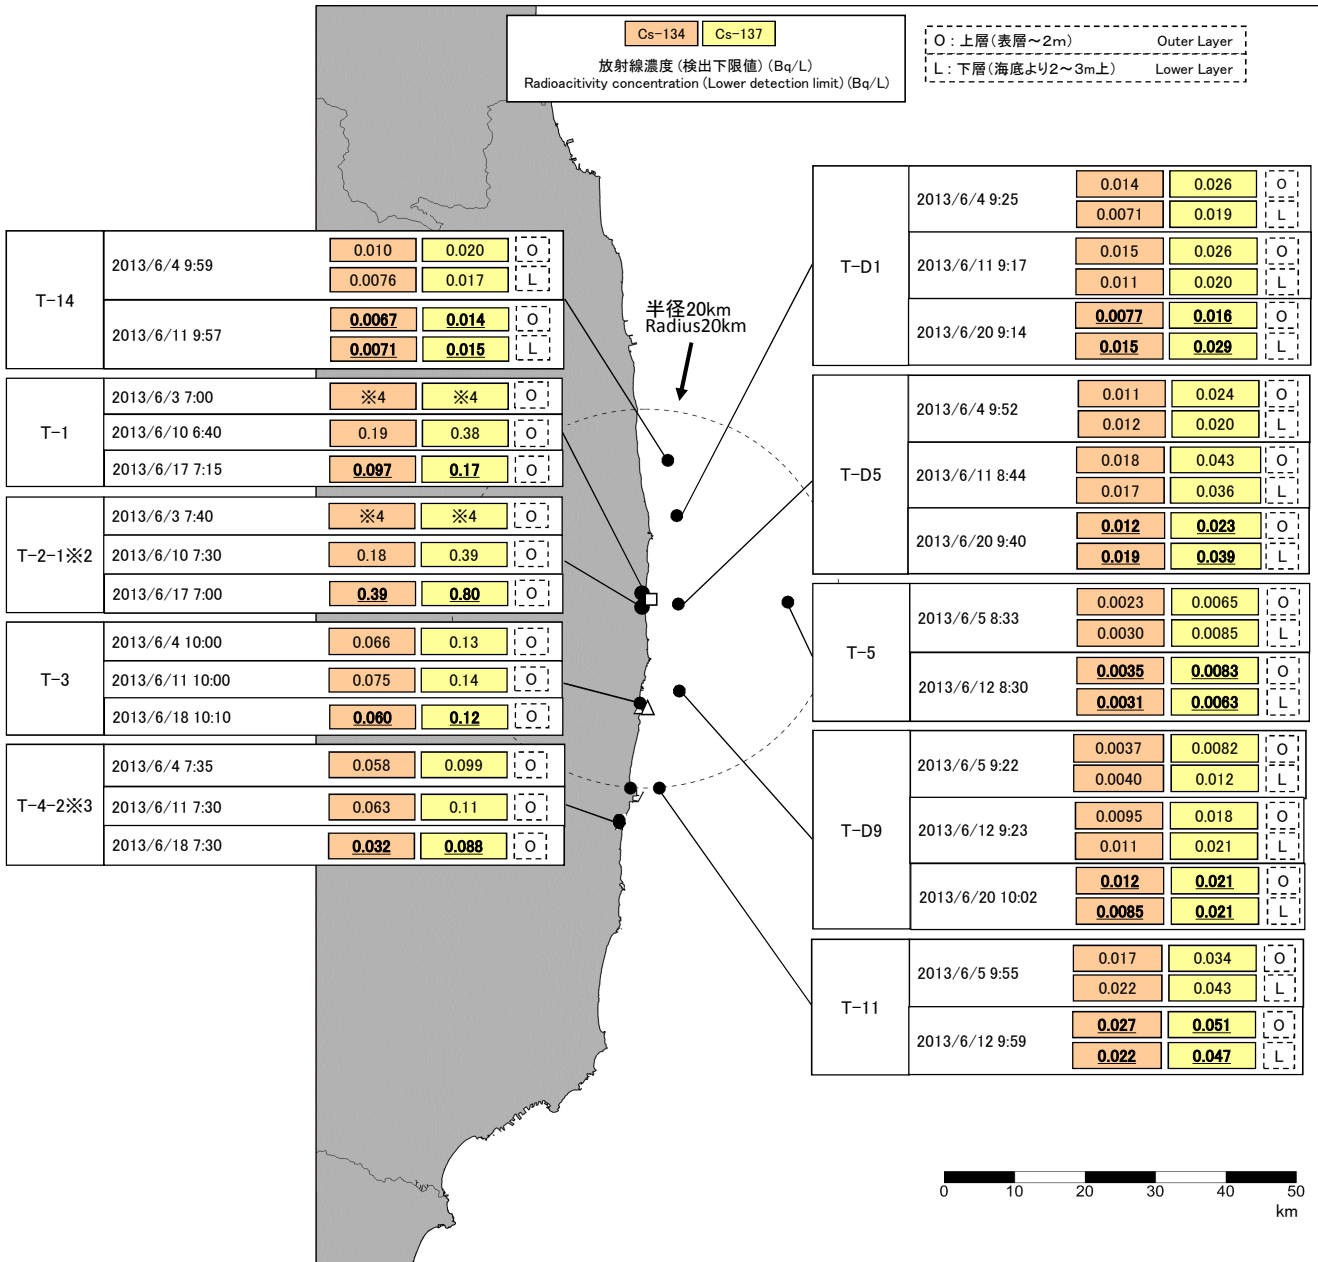 Cs-134 Cs-137
放射線濃度(検出下限値)(Bq/L)
Radioacitivity concentration (Lower detection limit) (Bq/L)
O : 上層(表層～2m) Outer Layer
L : 下層(海底より2～3m上) Lower Layer
T-14
2013/6/4 9:59 0.010 0.020 O
0.0076 0.017 L
2013/6/11 9:57 0.0067 0.014 O
0.0071 0.015 L
T-1
2013/6/3 7:00 ※4 ※4 O
2013/6/10 6:40 0.19 0.38 O
2013/6/17 7:15 0.097 0.17 O
T-2-1※2
2013/6/3 7:40 ※4 ※4 O
2013/6/10 7:30 0.18 0.39 O
2013/6/17 7:00 0.39 0.80 O
T-3
2013/6/4 10:00 0.066 0.13 O
2013/6/11 10:00 0.075 0.14 O
2013/6/18 10:10 0.060 0.12 O
T-4-2※3
2013/6/4 7:35 0.058 0.099 O
2013/6/11 7:30 0.063 0.11 O
2013/6/18 7:30 0.032 0.088 O
半径20km
Radius20km
T-D1
2013/6/4 9:25 0.014 0.026 O
0.0071 0.019 L
2013/6/11 9:17 0.015 0.026 O
0.011 0.020 L
2013/6/20 9:14 0.0077 0.016 O
0.015 0.029 L
T-D5
2013/6/4 9:52 0.011 0.024 O
0.012 0.020 L
2013/6/11 8:44 0.018 0.043 O
0.017 0.036 L
2013/6/20 9:40 0.012 0.023 O
0.019 0.039 L
T-5
2013/6/5 8:33 0.0023 0.0065 O
0.0030 0.0085 L
2013/6/12 8:30 0.0035 0.0083 O
0.0031 0.0063 L
T-D9
2013/6/5 9:22 0.0037 0.0082 O
0.0040 0.012 L
2013/6/12 9:23 0.0095 0.018 O
0.011 0.021 L
2013/6/20 10:02 0.012 0.021 O
0.0085 0.021 L
T-11
2013/6/5 9:55 0.017 0.034 O
0.022 0.043 L
2013/6/12 9:59 0.027 0.051 O
0.022 0.047 L
0 10 20 30 40 50
km